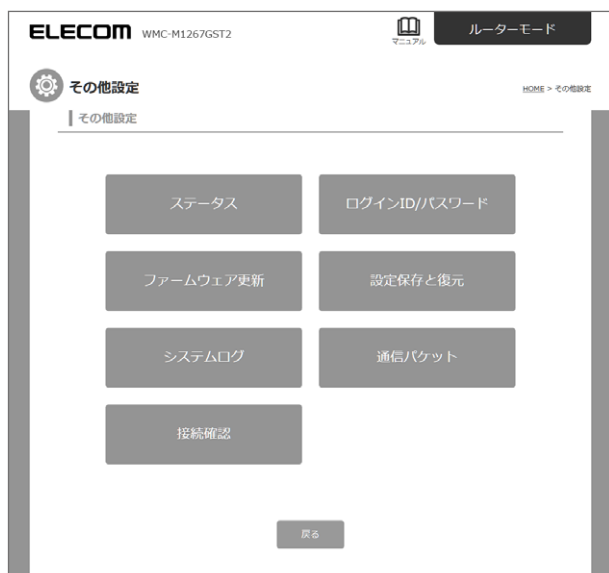 ELECOM WMC-M1267GST2 マニュアル ルーターモード
その他設定 HOME > その他設定
その他設定
ステータス ログインID/パスワード
ファームウェア更新 設定保存と復元
システムログ 通信パケット
接続確認
戻る